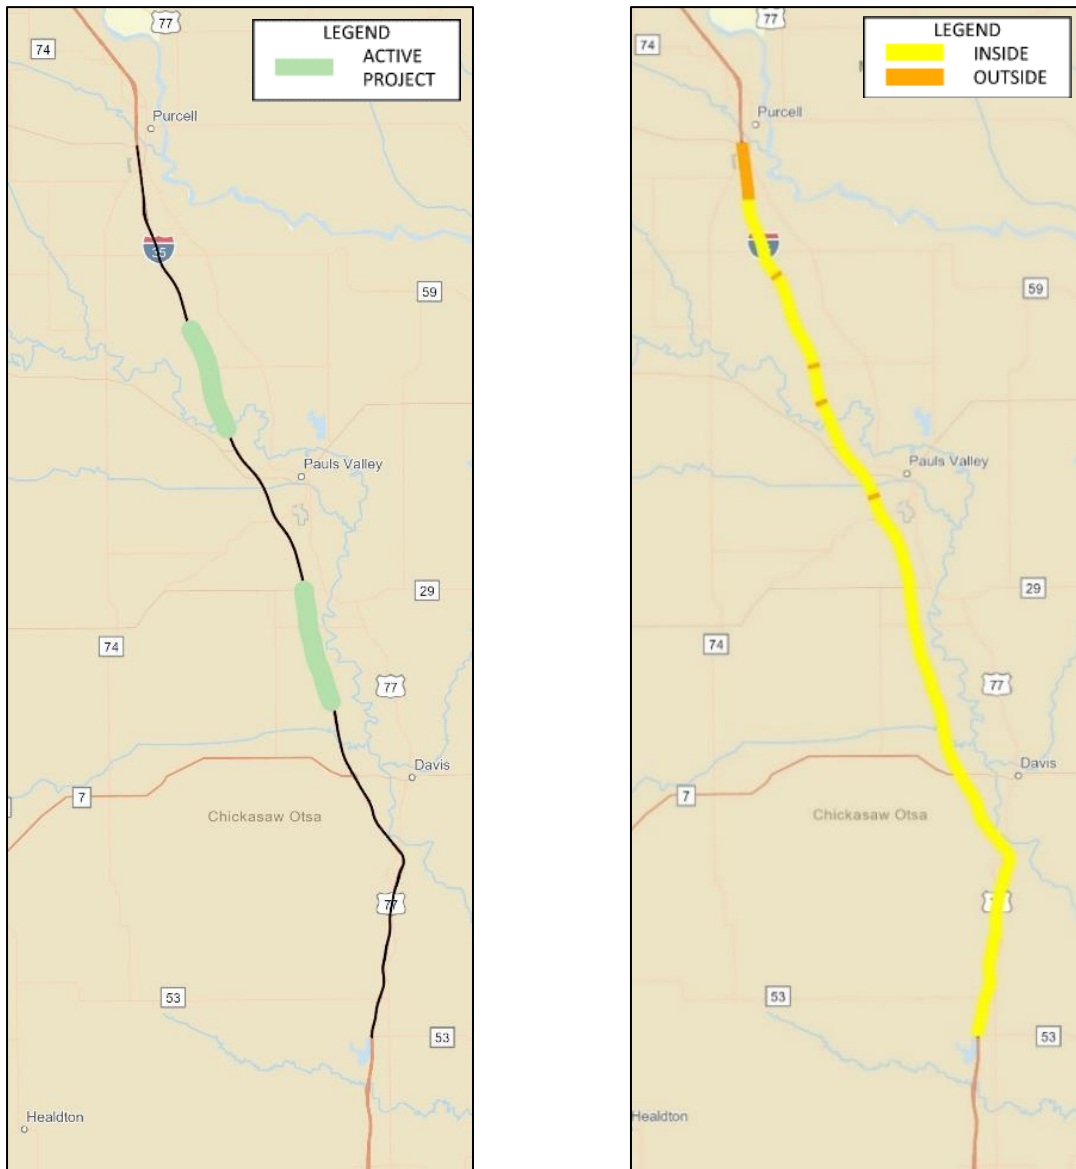 77
LEGEND
ACTIVE
PROJECT
74
Purcell
35
59
Pauls Valley
29
74
77
Davis
7
Chickasaw Otsa
77
53
53
Healdton
77
LEGEND
INSIDE
OUTSIDE
74
Purcell
59
Pauls Valley
29
74
77
Davis
7
Chickasaw Otsa
53
53
Healdton